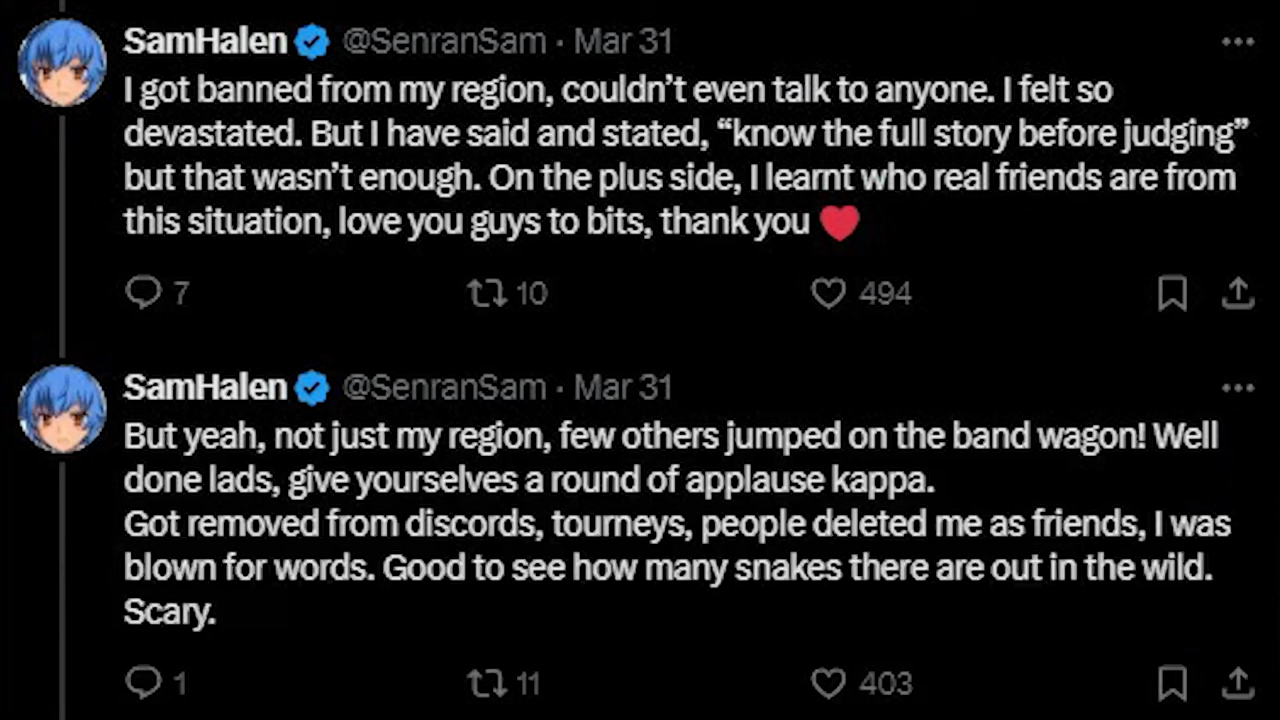 SamHalen @SenranSam · Mar 31
I got banned from my region, couldn’t even talk to anyone. I felt so
devastated. But I have said and stated, “know the full story before judging”
but that wasn’t enough. On the plus side, I learnt who real friends are from
this situation, love you guys to bits, thank you ❤️
7 10 494
SamHalen @SenranSam · Mar 31
But yeah, not just my region, few others jumped on the band wagon! Well
done lads, give yourselves a round of applause kappa.
Got removed from discords, tourneys, people deleted me as friends, I was
blown for words. Good to see how many snakes there are out in the wild.
Scary.
1 11 403